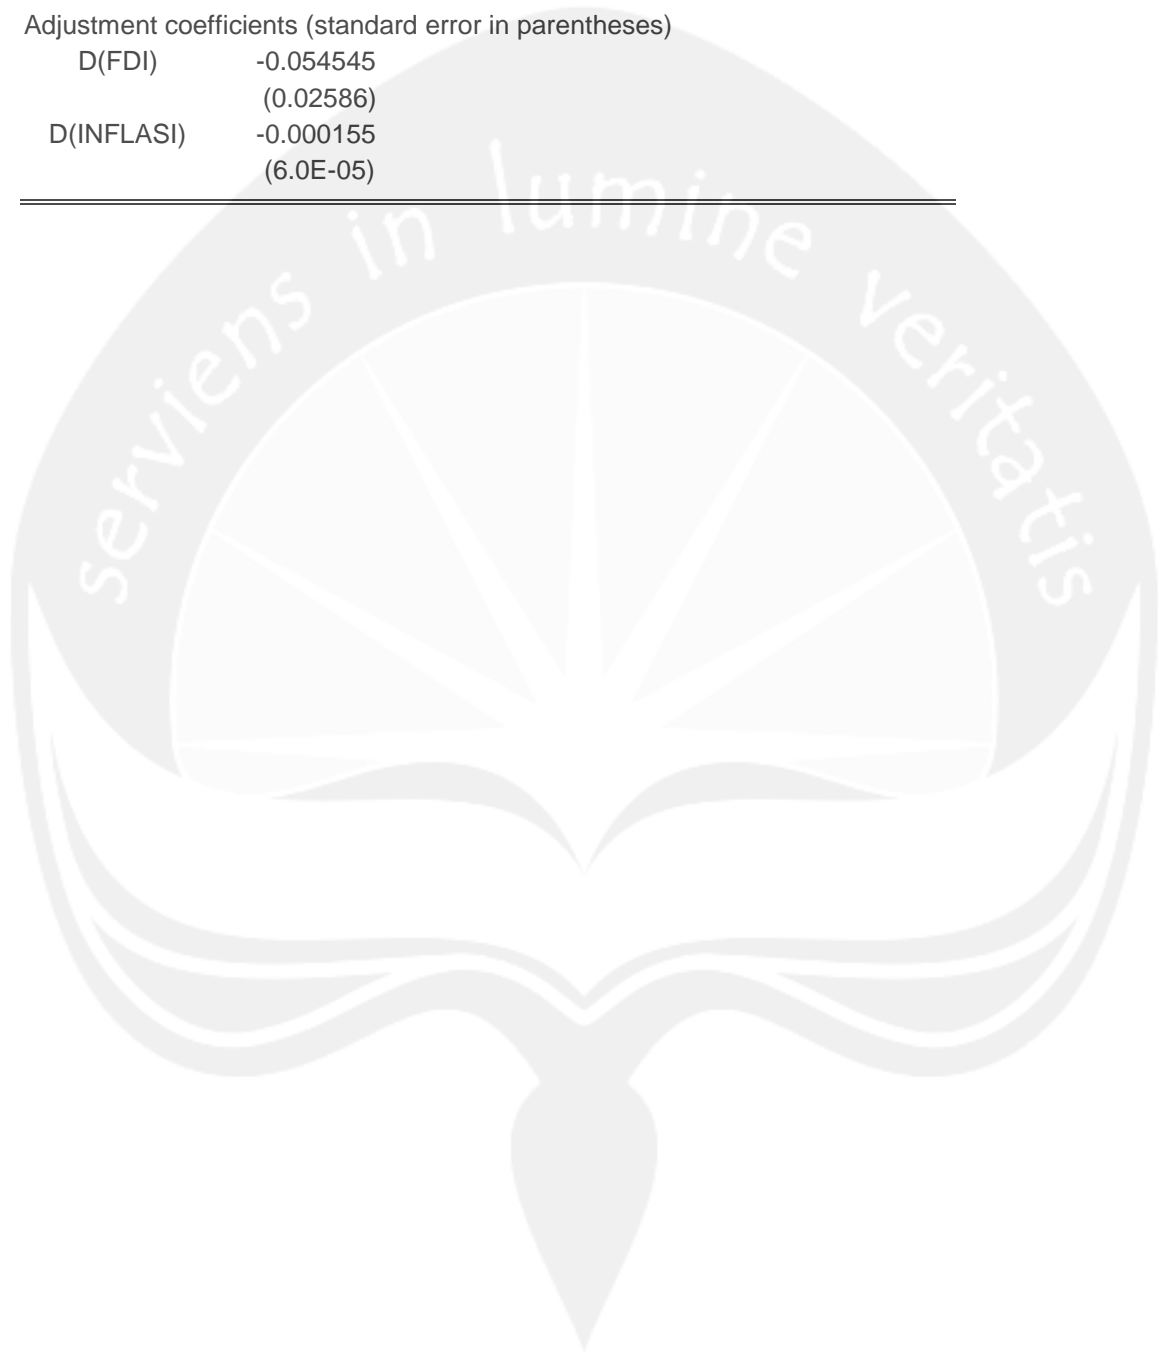 Adjustment coefficients (standard error in parentheses)
D(FDI) -0.054545
(0.02586)
D(INFLASI) -0.000155
(6.0E-05)
serviens in lumine veritatis